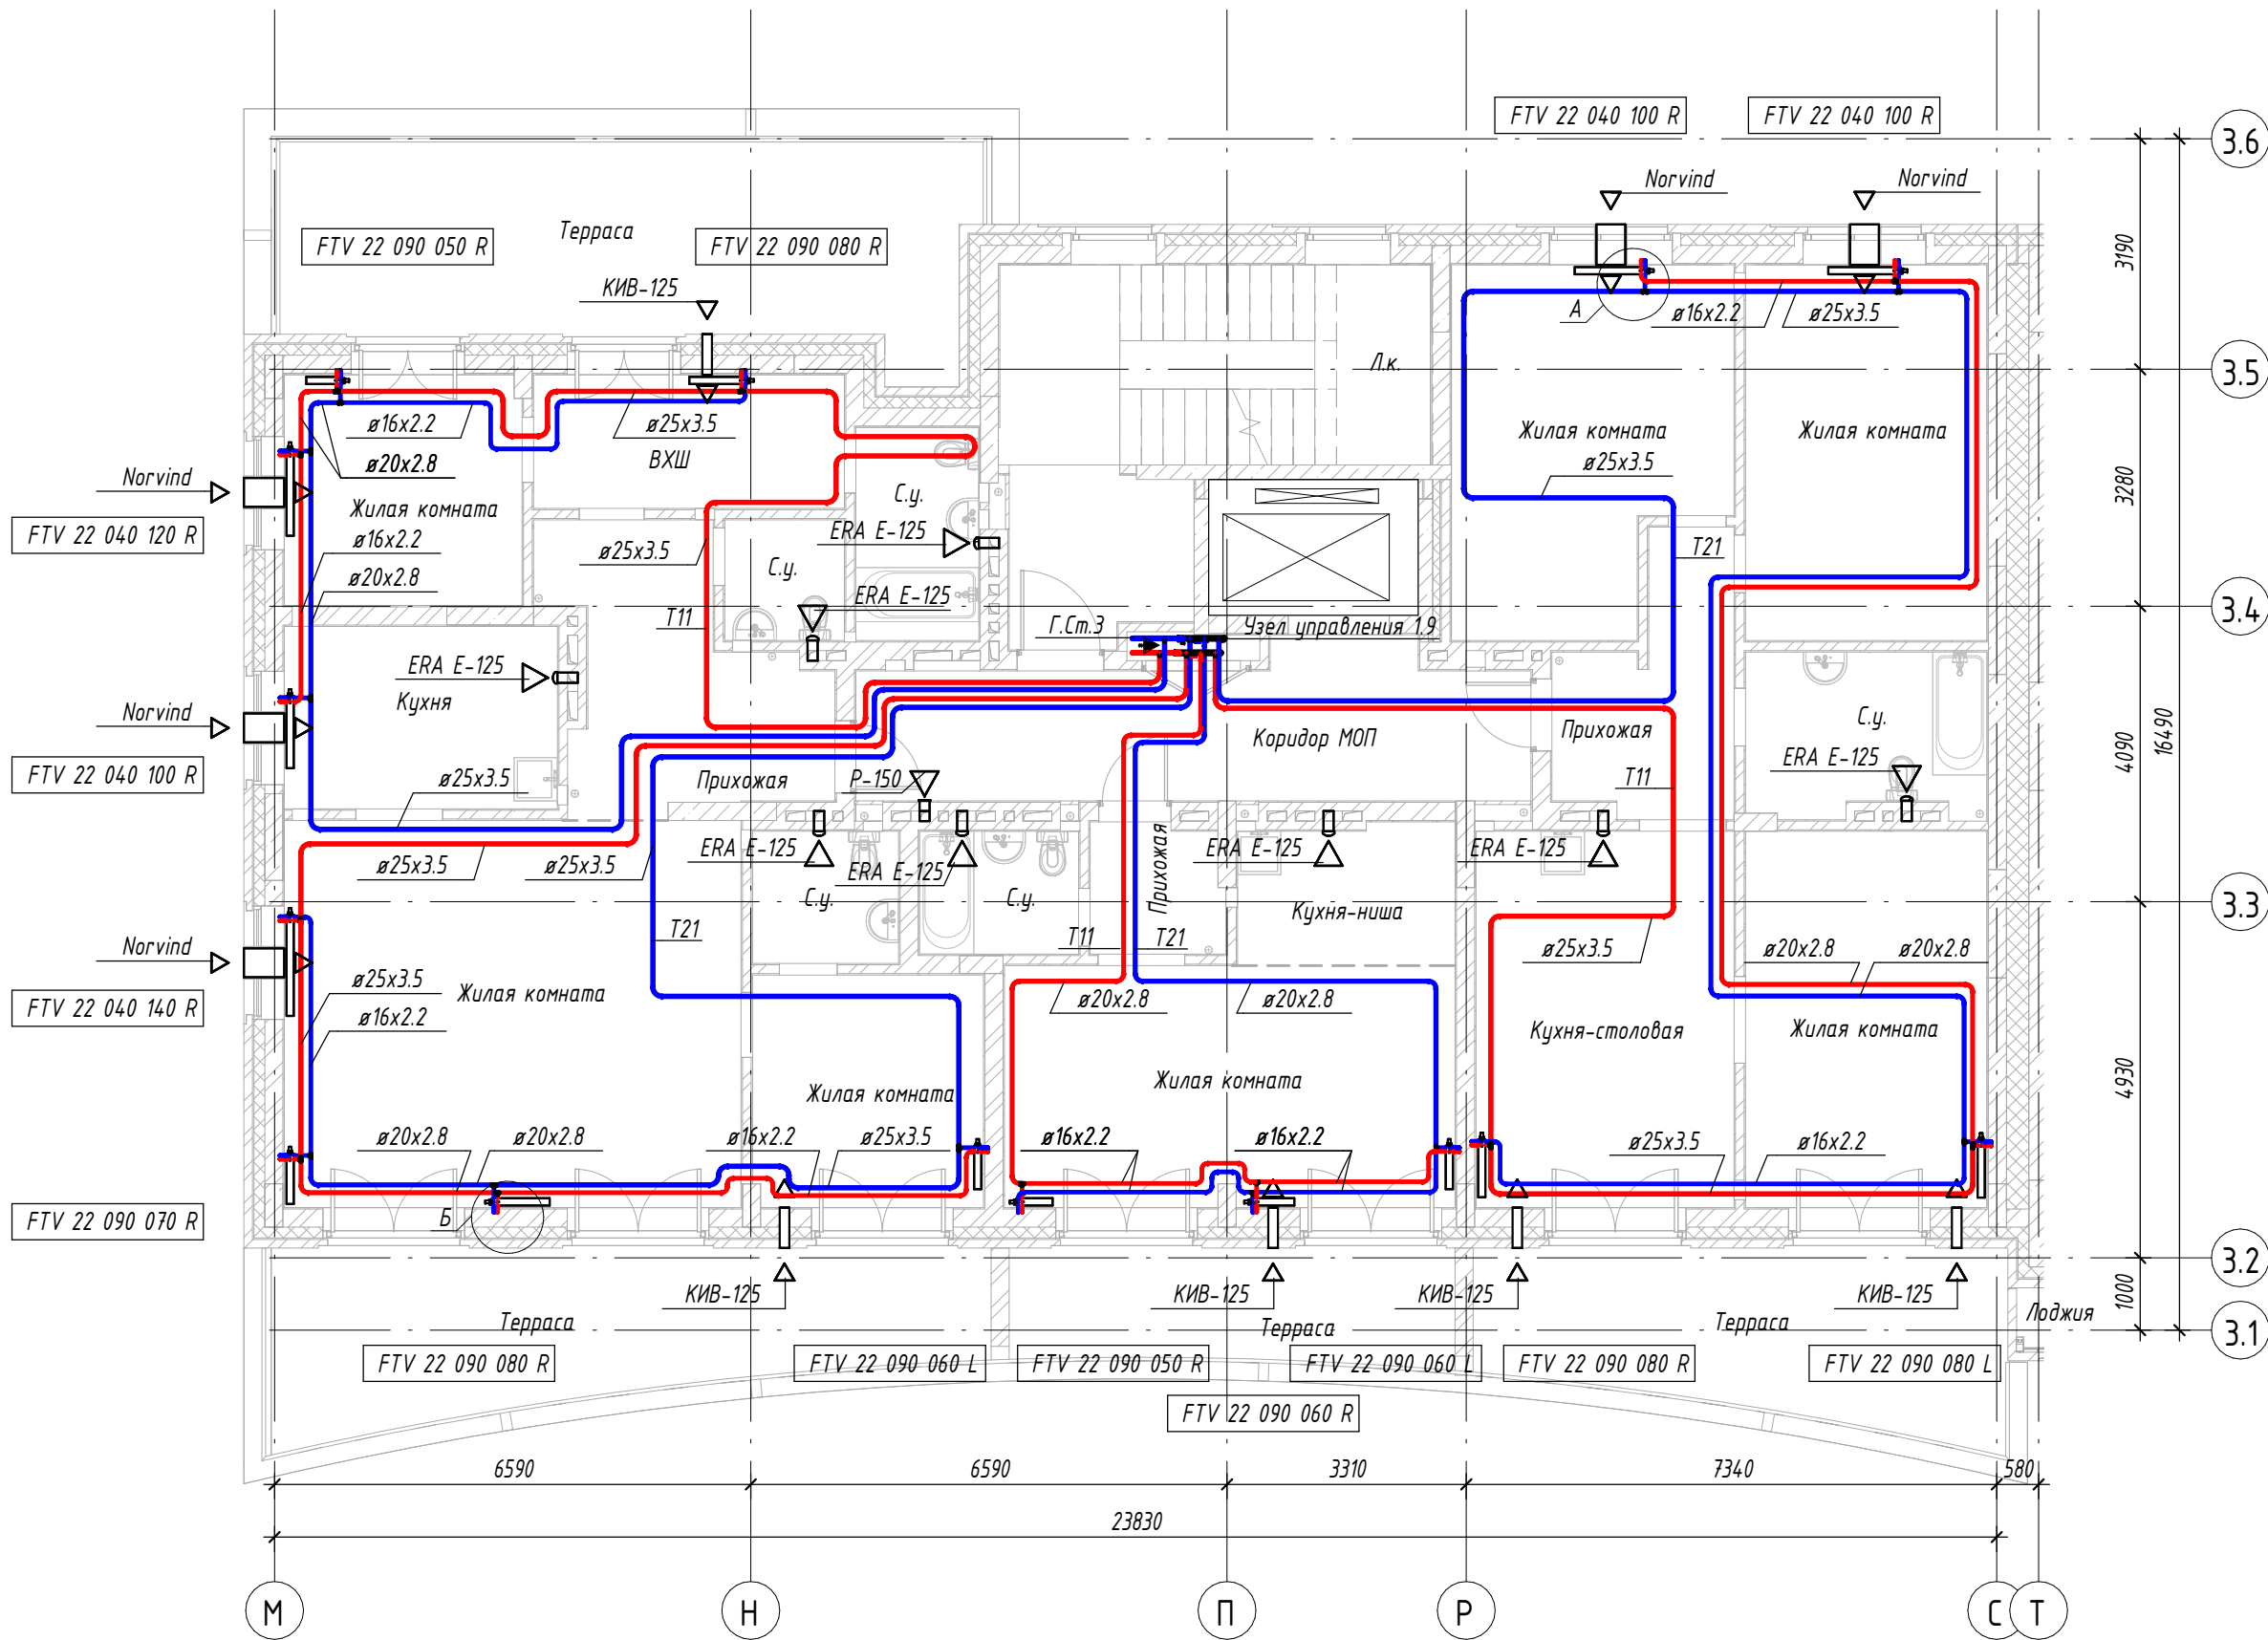 FTV 22 040 100 R
FTV 22 040 100 R
3.6
Norvind
Norvind
3190
Терраса
FTV 22 090 050 R
FTV 22 090 080 R
КИВ-125
А
ø16x2.2
ø25x3.5
Л.к.
3.5
ø16x2.2
ø25x3.5
ВХШ
ø20x2.8
Жилая комната
ø25x3.5
Жилая комната
Norvind
FTV 22 040 120 R
Жилая комната
ø16x2.2
ø20x2.8
ø25x3.5
С.у.
ERA E-125
С.у.
ERA E-125
3280
Т21
Т11
Г.Ст.3
Узел управления 1.9
3.4
ERA E-125
Кухня
Norvind
FTV 22 040 100 R
ø25x3.5
Прихожая
Р-150
Коридор МОП
Прихожая
Т11
С.у.
ERA E-125
4090
16490
ø25x3.5
ø25x3.5
ERA E-125
ERA E-125
С.у.
С.у.
Прихожая
ERA E-125
Кухня-ниша
ERA E-125
3.3
Norvind
FTV 22 040 140 R
Т21
Т11
Т21
ø25x3.5
ø20x2.8
ø20x2.8
ø25x3.5
Жилая комната
ø16x2.2
ø20x2.8
ø20x2.8
Кухня-столовая
Жилая комната
Жилая комната
Жилая комната
4930
ø20x2.8
ø20x2.8
ø16x2.2
ø25x3.5
ø16x2.2
ø16x2.2
ø25x3.5
ø16x2.2
FTV 22 090 070 R
Б
3.2
КИВ-125
КИВ-125
КИВ-125
КИВ-125
1000
Терраса
Терраса
Терраса
Лоджия
3.1
FTV 22 090 080 R
FTV 22 090 060 L
FTV 22 090 050 R
FTV 22 090 060 L
FTV 22 090 080 R
FTV 22 090 080 L
FTV 22 090 060 R
6590
6590
3310
7340
580
23830
М
Н
П
Р
С
Т